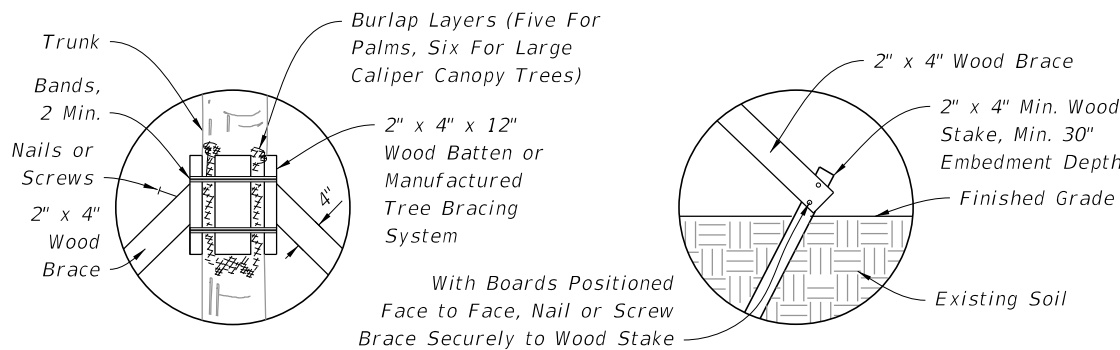 Trunk
Bands,
2 Min.
Nails or
Screws
2" x 4"
Wood
Brace
Burlap Layers (Five For
Palms, Six For Large
Caliper Canopy Trees)
2" x 4" x 12"
Wood Batten or
Manufactured
Tree Bracing
System
4"
With Boards Positioned
Face to Face, Nail or Screw
Brace Securely to Wood Stake
2" x 4" Wood Brace
2" x 4" Min. Wood
Stake, Min. 30"
Embedment Depth
Finished Grade
Existing Soil